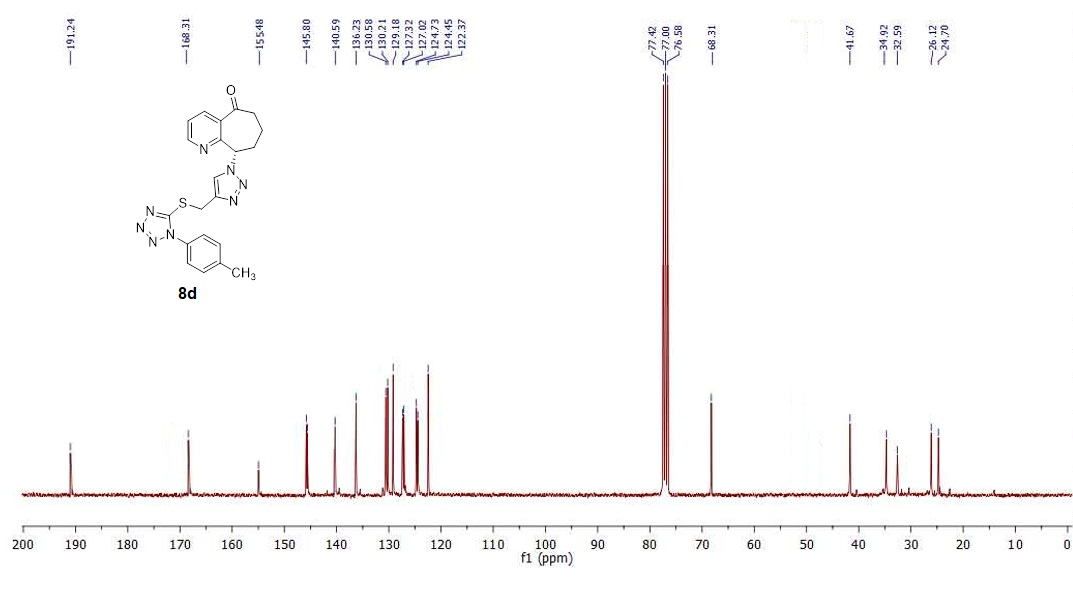 191.24
168.31
155.48
145.80
140.59
136.23
130.58
130.21
129.18
127.32
127.02
124.73
124.45
122.37
77.42
77.00
76.58
68.31
41.67
34.92
32.59
26.12
24.70
O
N
N
N
N
S
N
N
N
N
CH3
8d
200 190 180 170 160 150 140 130 120 110 100 90 80 70 60 50 40 30 20 10 0
f1 (ppm)